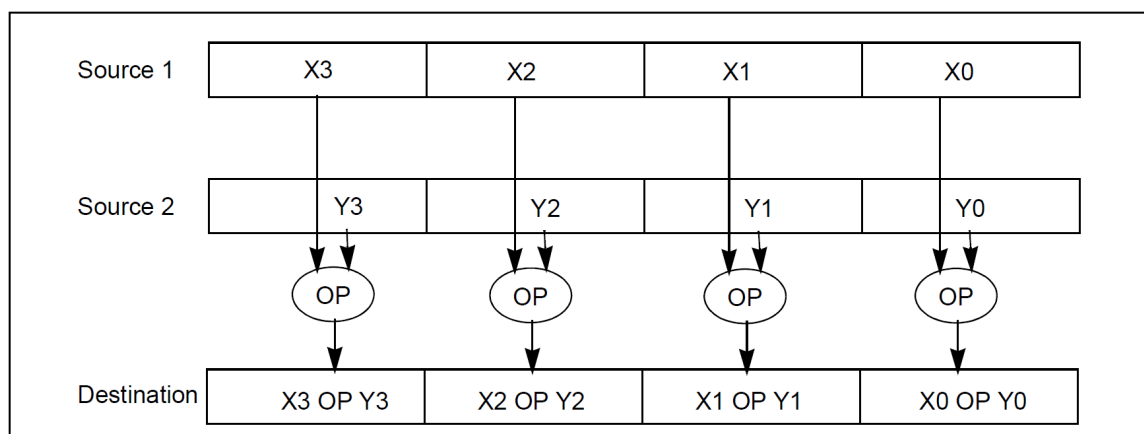 Source 1 X3 X2 X1 X0
Source 2 Y3 Y2 Y1 Y0
OP OP OP OP
Destination X3 OP Y3 X2 OP Y2 X1 OP Y1 X0 OP Y0